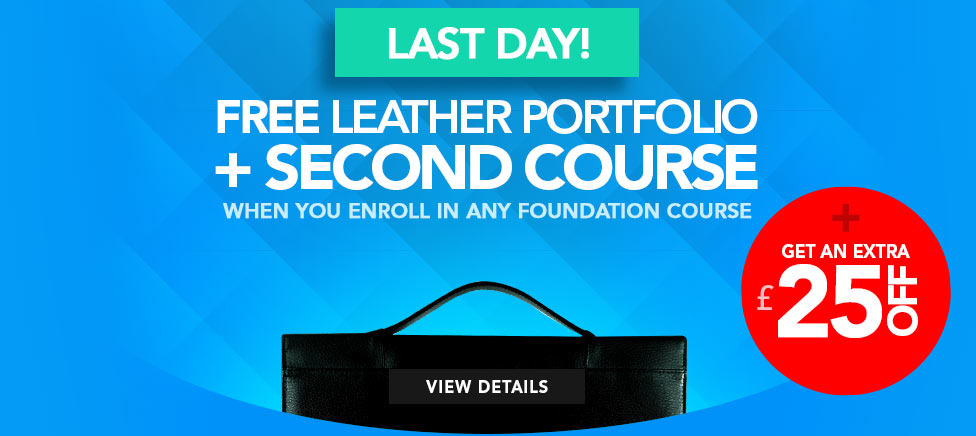 LAST DAY!
FREE LEATHER PORTFOLIO
+ SECOND COURSE
WHEN YOU ENROLL IN ANY FOUNDATION COURSE
+
GET AN EXTRA
£25 OFF
VIEW DETAILS